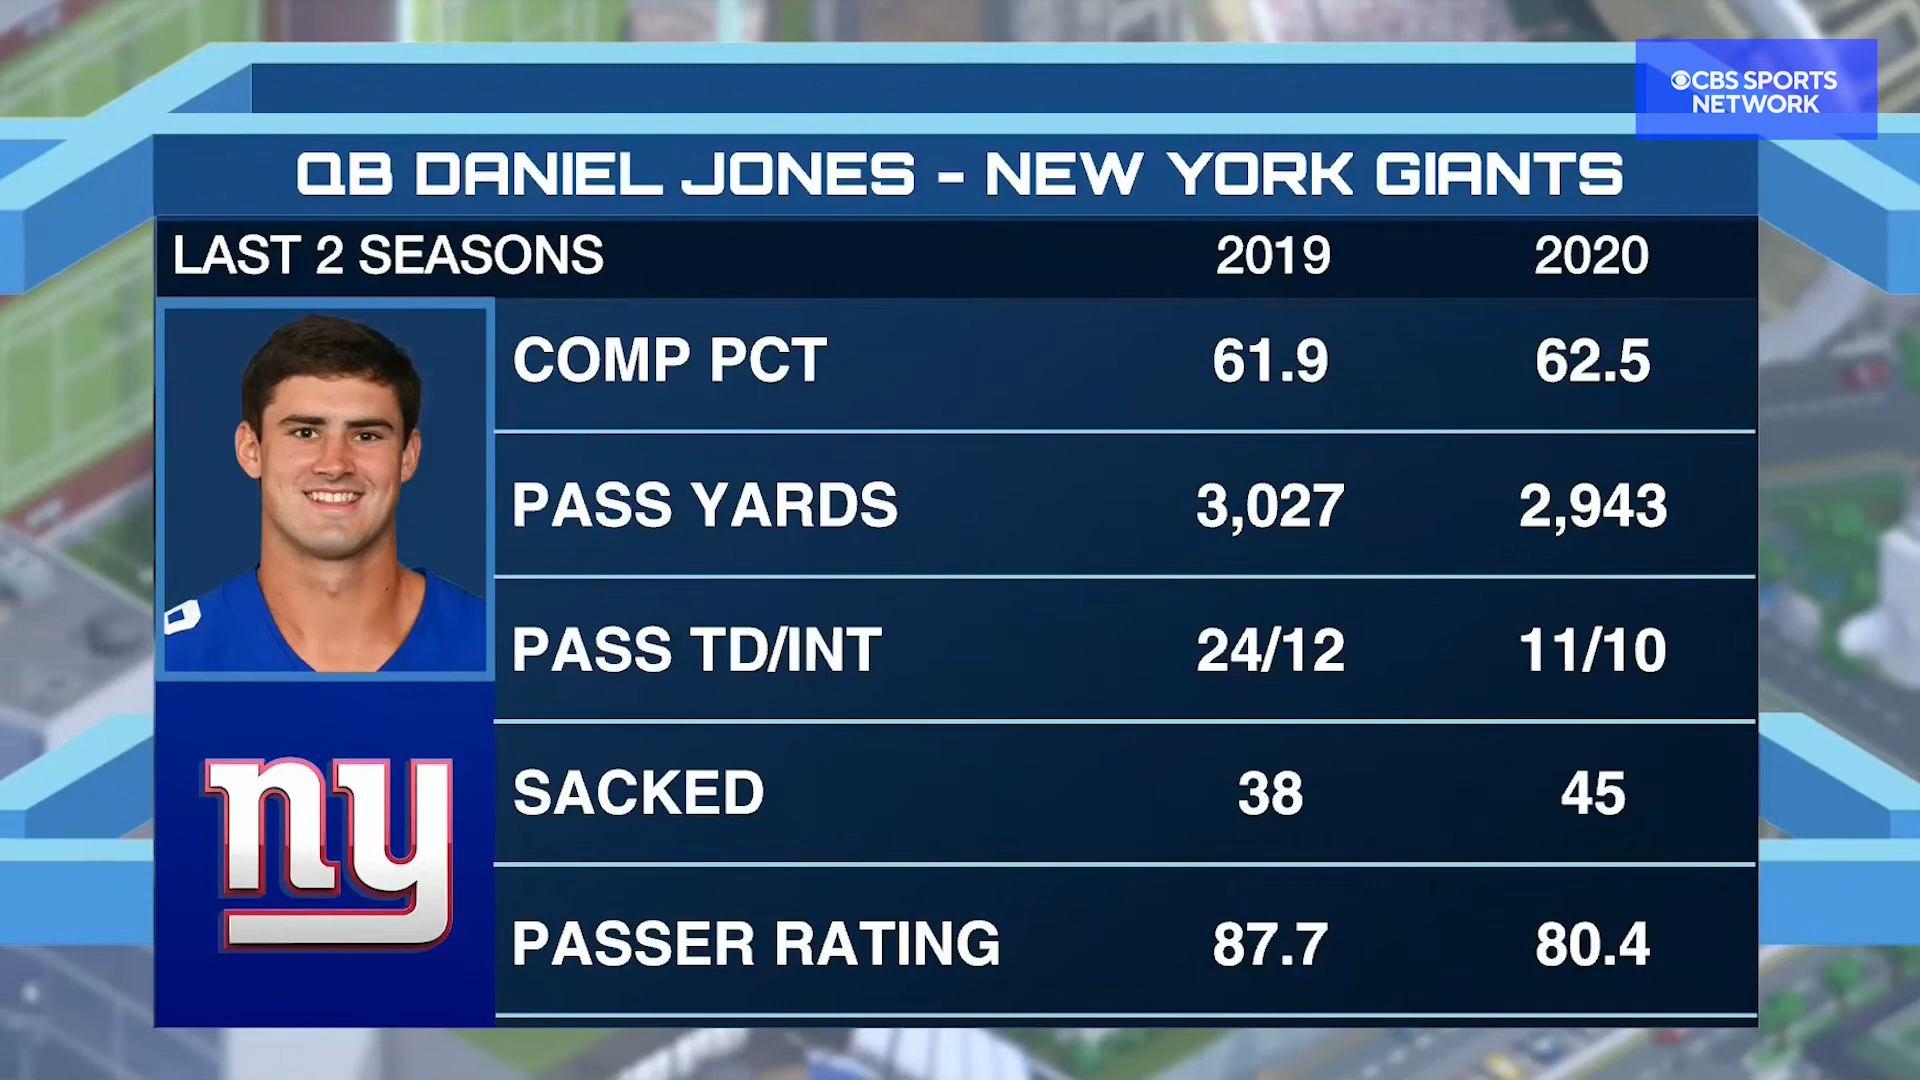 CBS SPORTS
NETWORK
QB DANIEL JONES - NEW YORK GIANTS
LAST 2 SEASONS 2019 2020
COMP PCT 61.9 62.5
PASS YARDS 3,027 2,943
PASS TD/INT 24/12 11/10
SACKED 38 45
PASSER RATING 87.7 80.4
ny